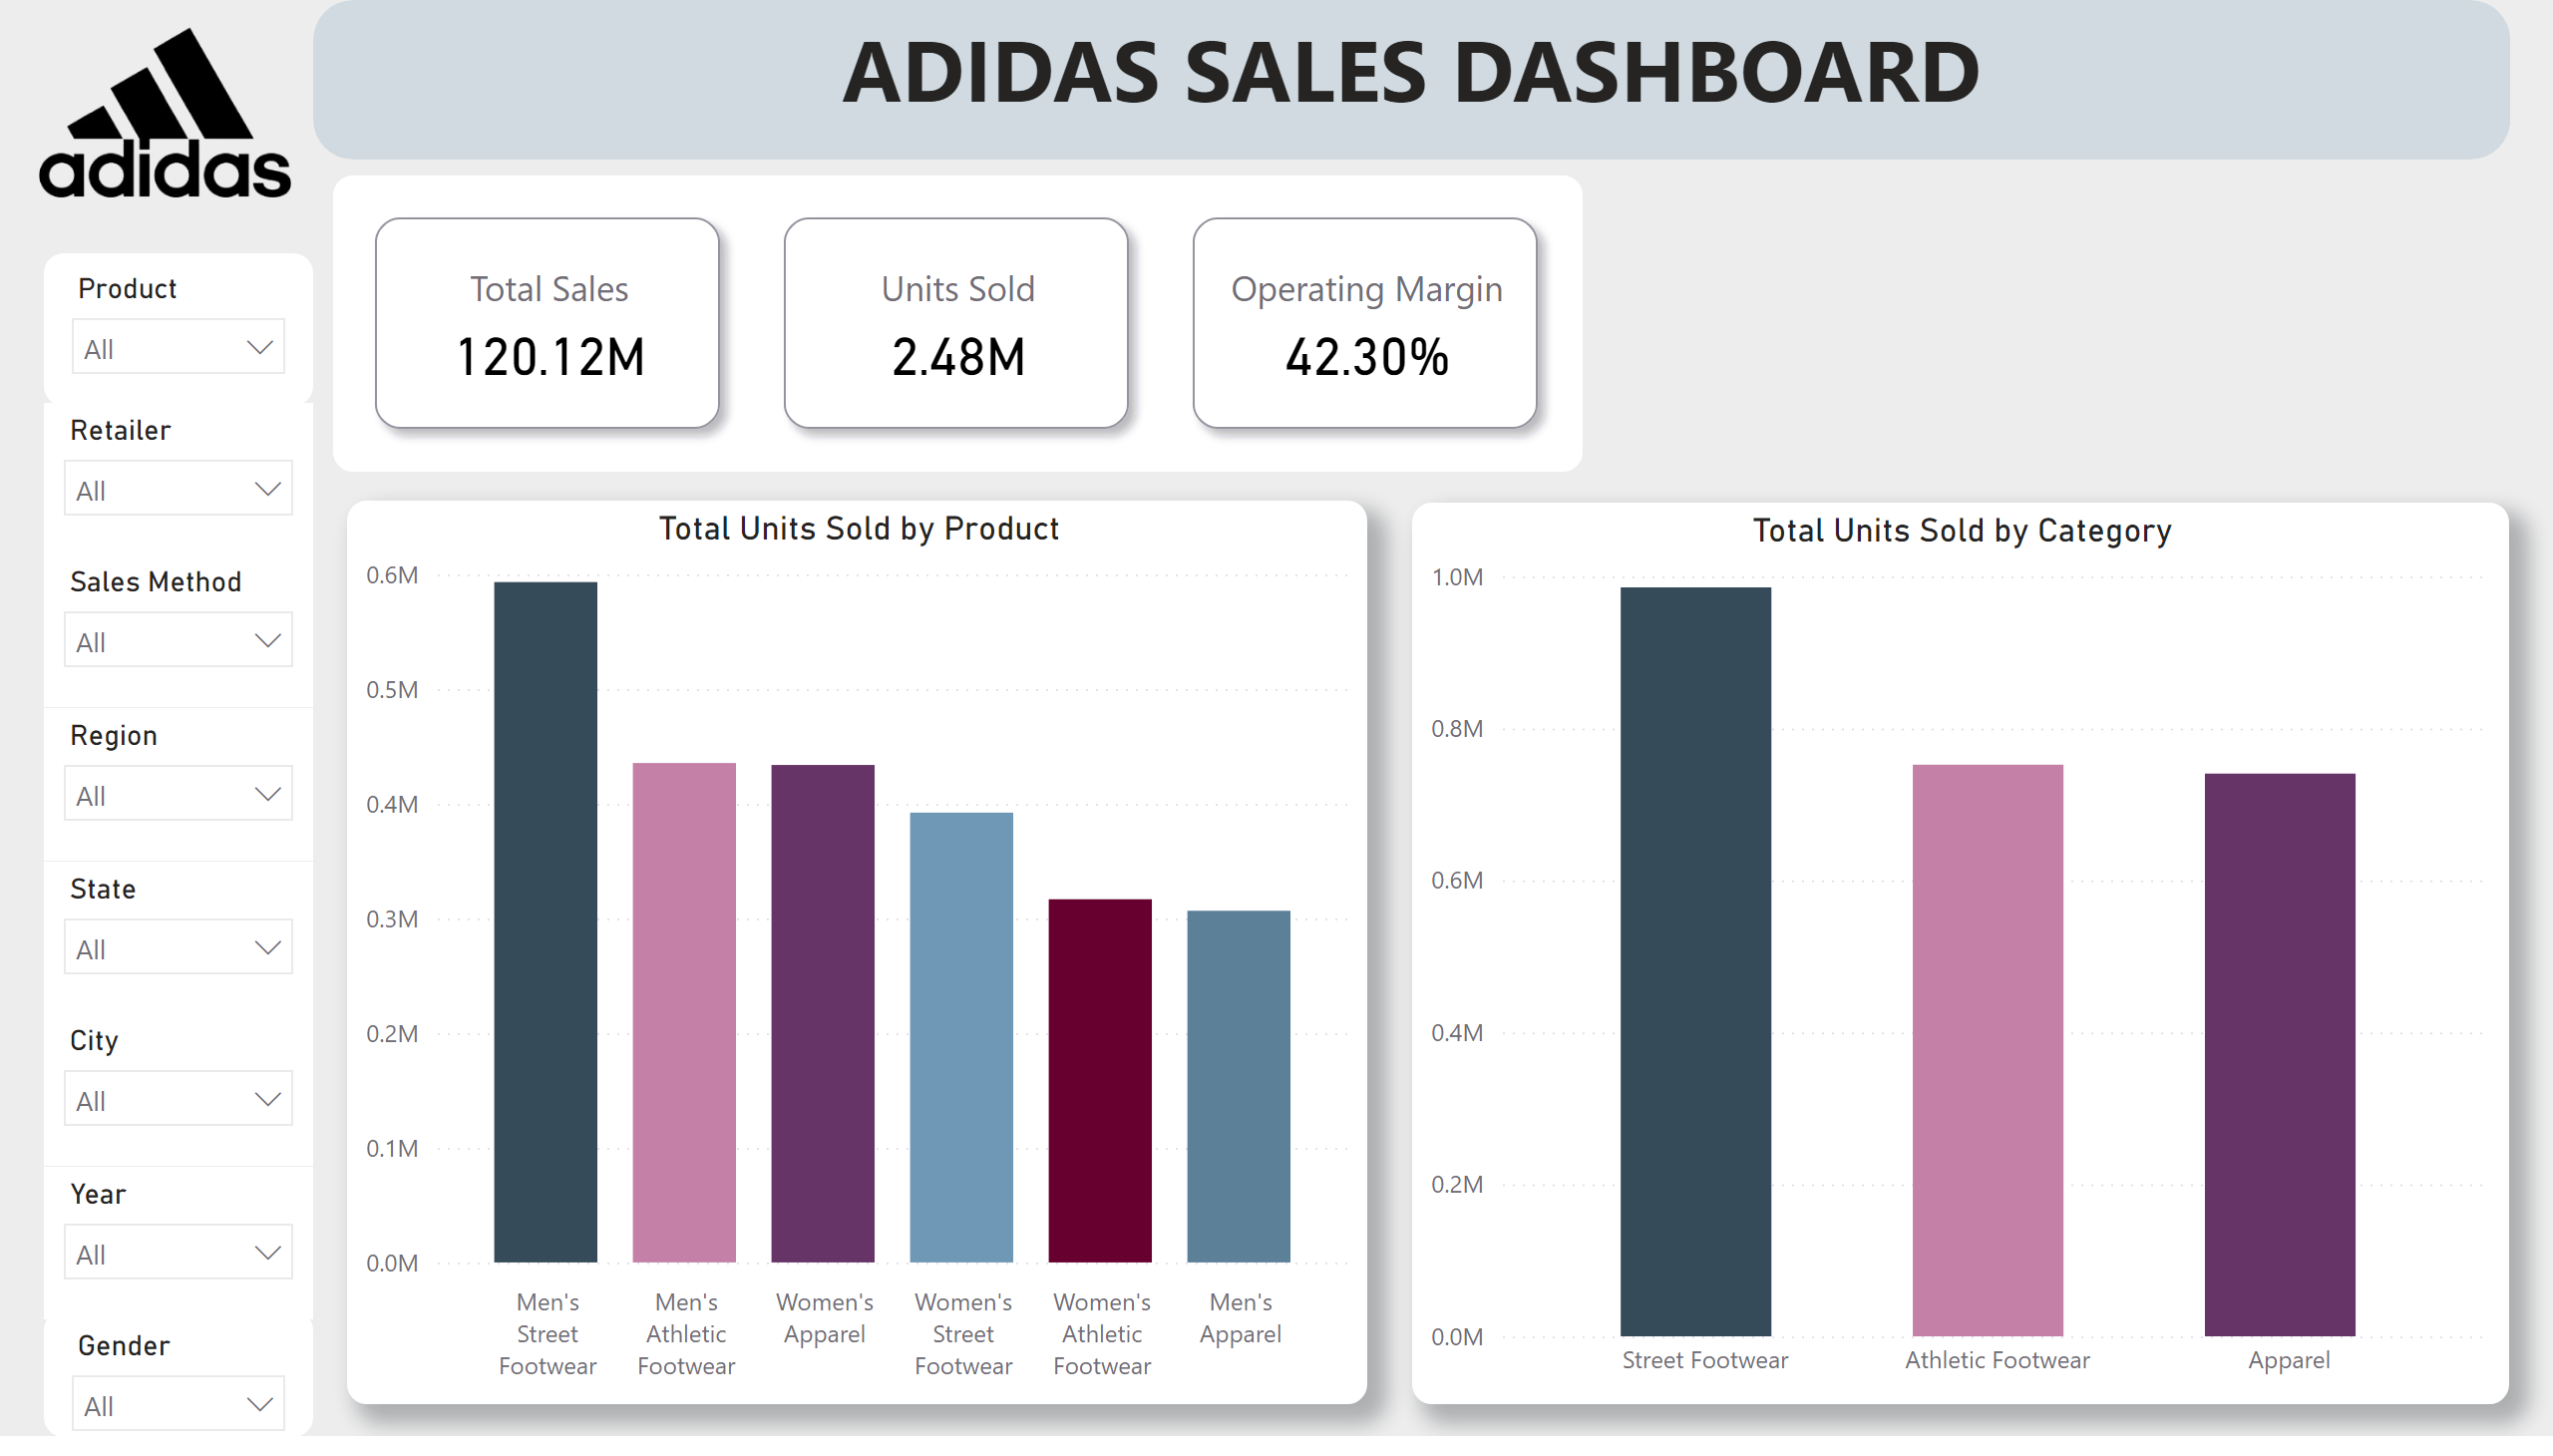 adidas
ADIDAS SALES DASHBOARD
Product
All
Retailer
All
Sales Method
All
Region
All
State
All
City
All
Year
All
Gender
All
Total Sales
120.12M
Units Sold
2.48M
Operating Margin
42.30%
Total Units Sold by Product
0.6M
0.5M
0.4M
0.3M
0.2M
0.1M
0.0M
Men's
Street
Footwear
Men's
Athletic
Footwear
Women's
Apparel
Women's
Street
Footwear
Women's
Athletic
Footwear
Men's
Apparel
Total Units Sold by Category
1.0M
0.8M
0.6M
0.4M
0.2M
0.0M
Street Footwear
Athletic Footwear
Apparel